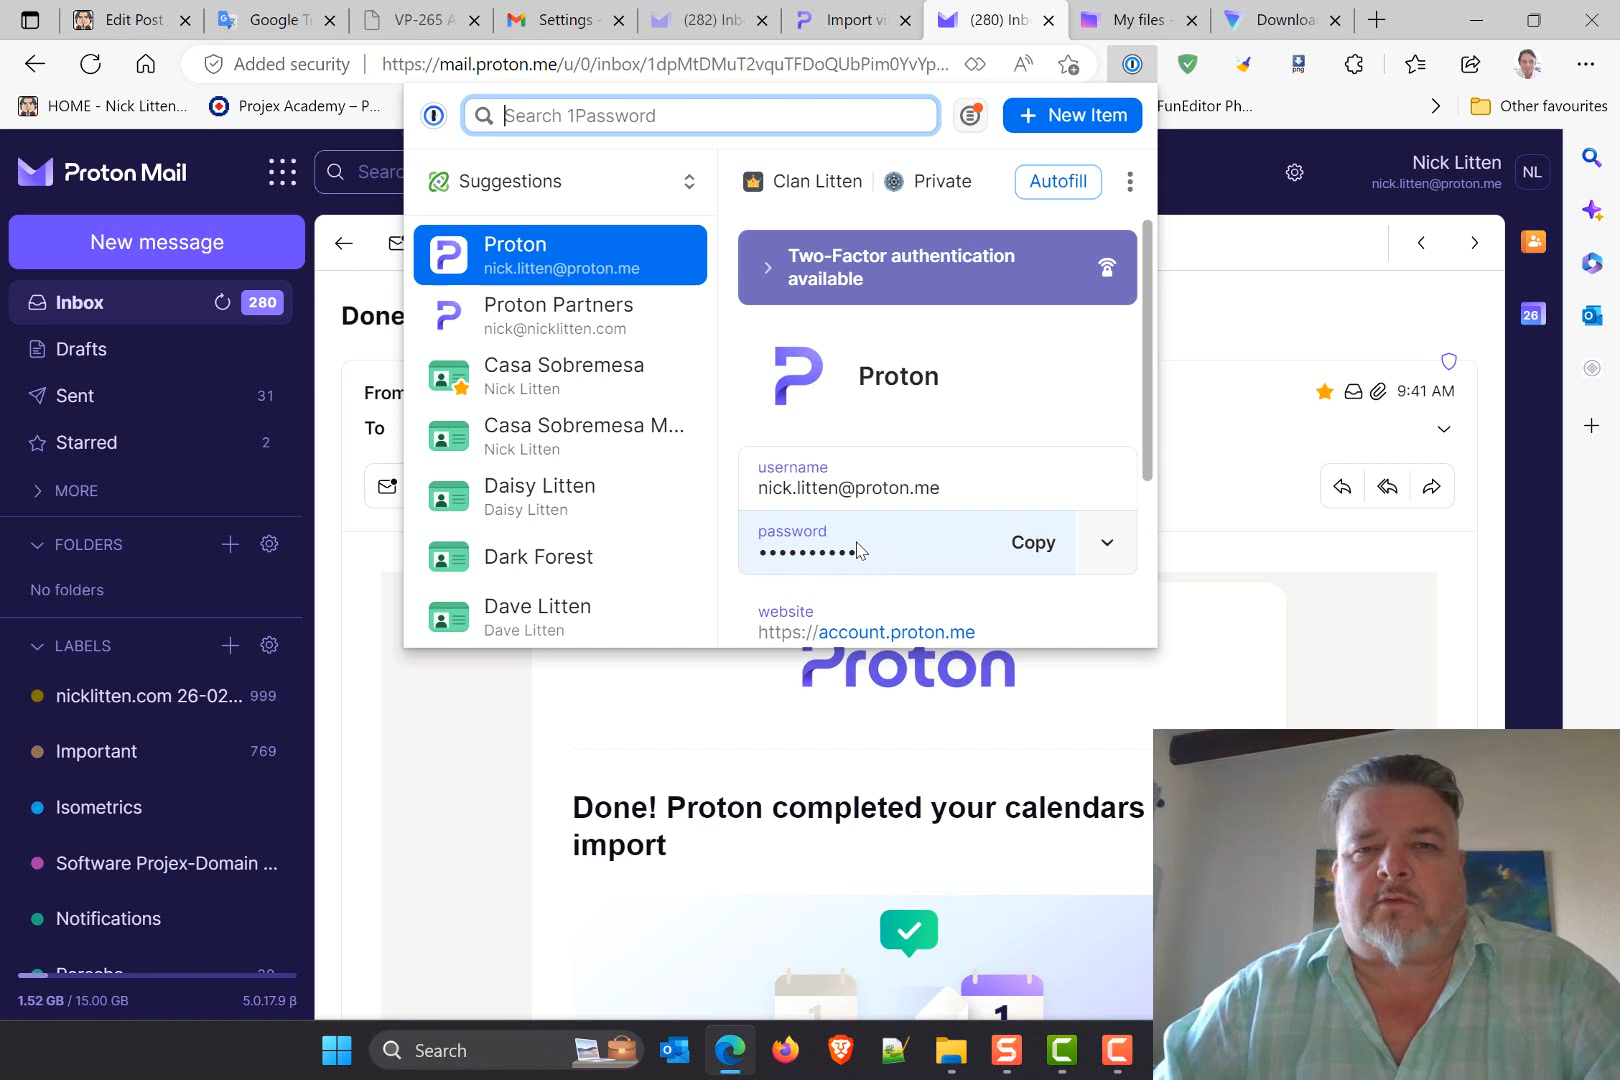 Edit Post
Google T
VP-265 A
Settings -
(282) Inb
Import vi
(280) Inb
My files -
Downloa
Added security
https://mail.proton.me/u/0/inbox/1dpMtDMuT2vquTFDoQUbPim0YvYp...
HOME - Nick Litten...
Projex Academy – P...
FunEditor Ph...
Other favourites
Search 1Password
New Item
Proton Mail
Sear
Nick Litten
nick.litten@proton.me
NL
New message
Inbox
280
Drafts
Sent
31
Starred
2
MORE
FOLDERS
No folders
LABELS
nicklitten.com 26-02...
999
Important
769
Isometrics
Software Projex-Domain ...
Notifications
1.52 GB / 15.00 GB
5.0.17.9 β
Suggestions
Proton
nick.litten@proton.me
Proton Partners
nick@nicklitten.com
Casa Sobremesa
Nick Litten
Casa Sobremesa M...
Nick Litten
Daisy Litten
Daisy Litten
Dark Forest
Dave Litten
Dave Litten
Clan Litten
Private
Autofill
Two-Factor authentication
available
Proton
username
nick.litten@proton.me
password
••••••••••
Copy
website
https://account.proton.me
Done
From
To
9:41 AM
26
Proton
Done! Proton completed your calendars
import
1
Search